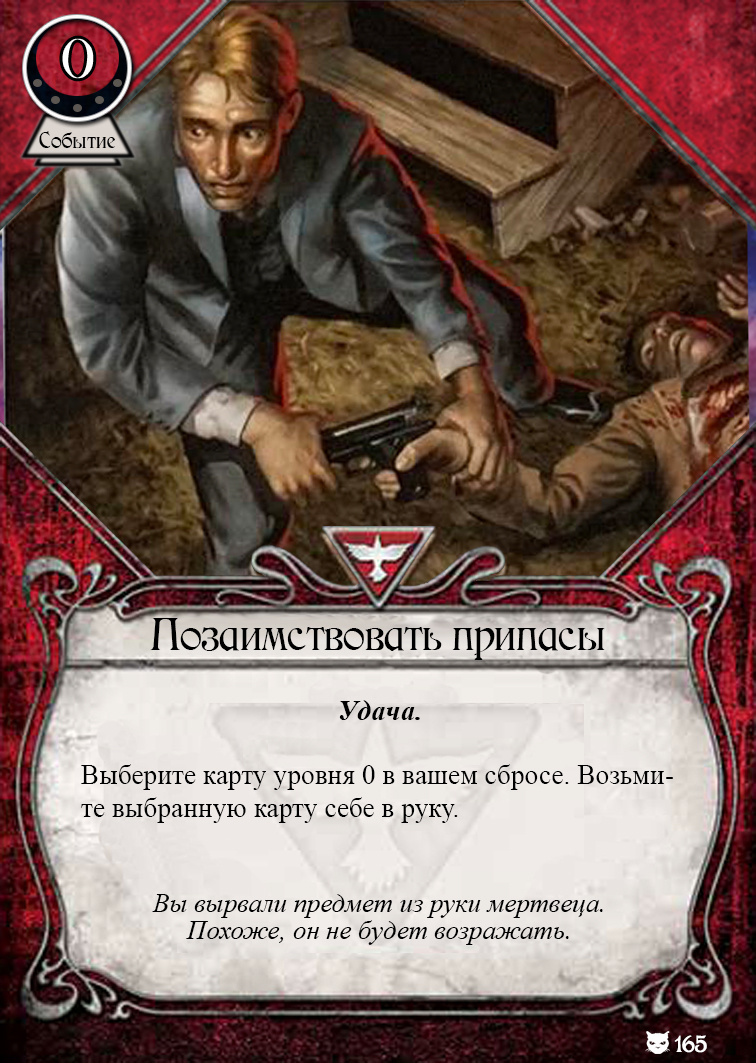 0
Событие
Позаимствовать припасы
Удача.
Выберите карту уровня 0 в вашем сбросе. Возьми-
те выбранную карту себе в руку.
Вы вырвали предмет из руки мертвеца.
Похоже, он не будет возражать.
165